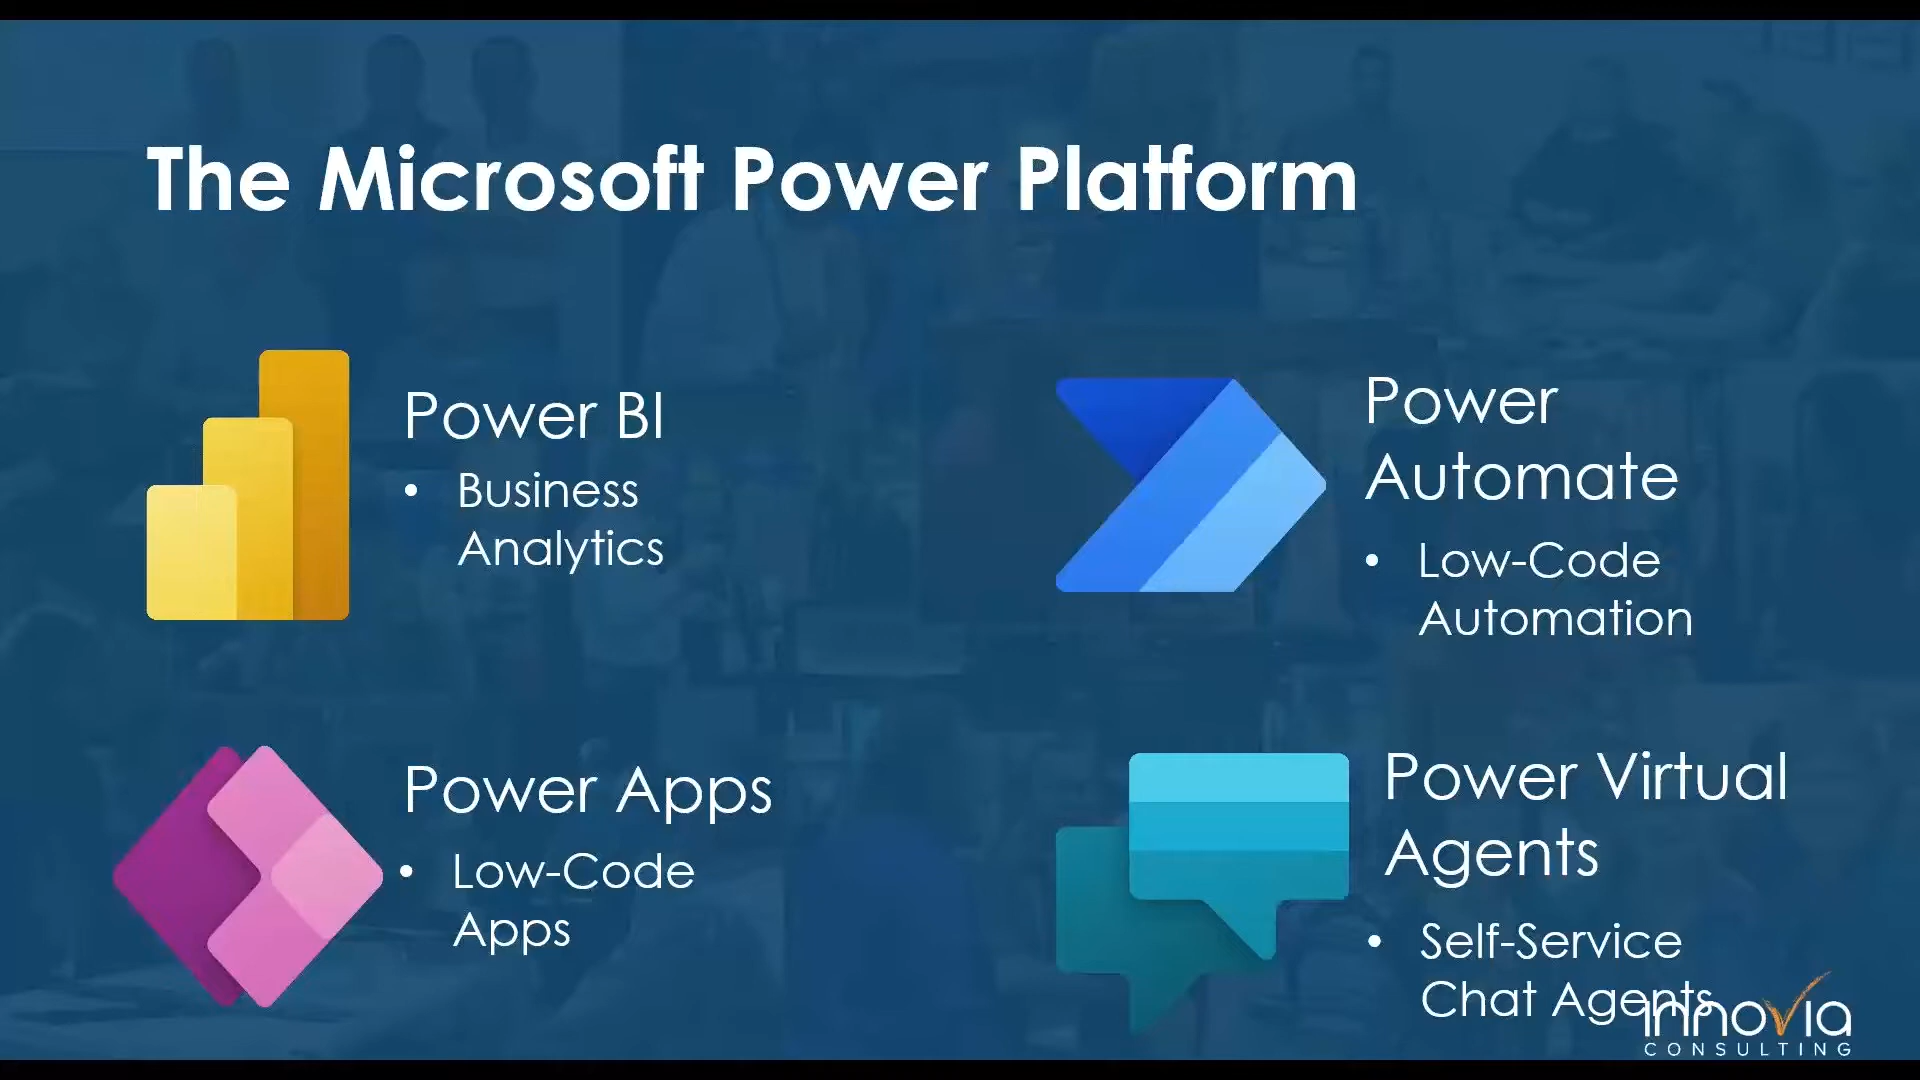 The Microsoft Power Platform
Power BI
• Business
Analytics
Power
Automate
• Low-Code
Automation
Power Apps
• Low-Code
Apps
Power Virtual
Agents
• Self-Service
Chat Agents
innovia
CONSULTING